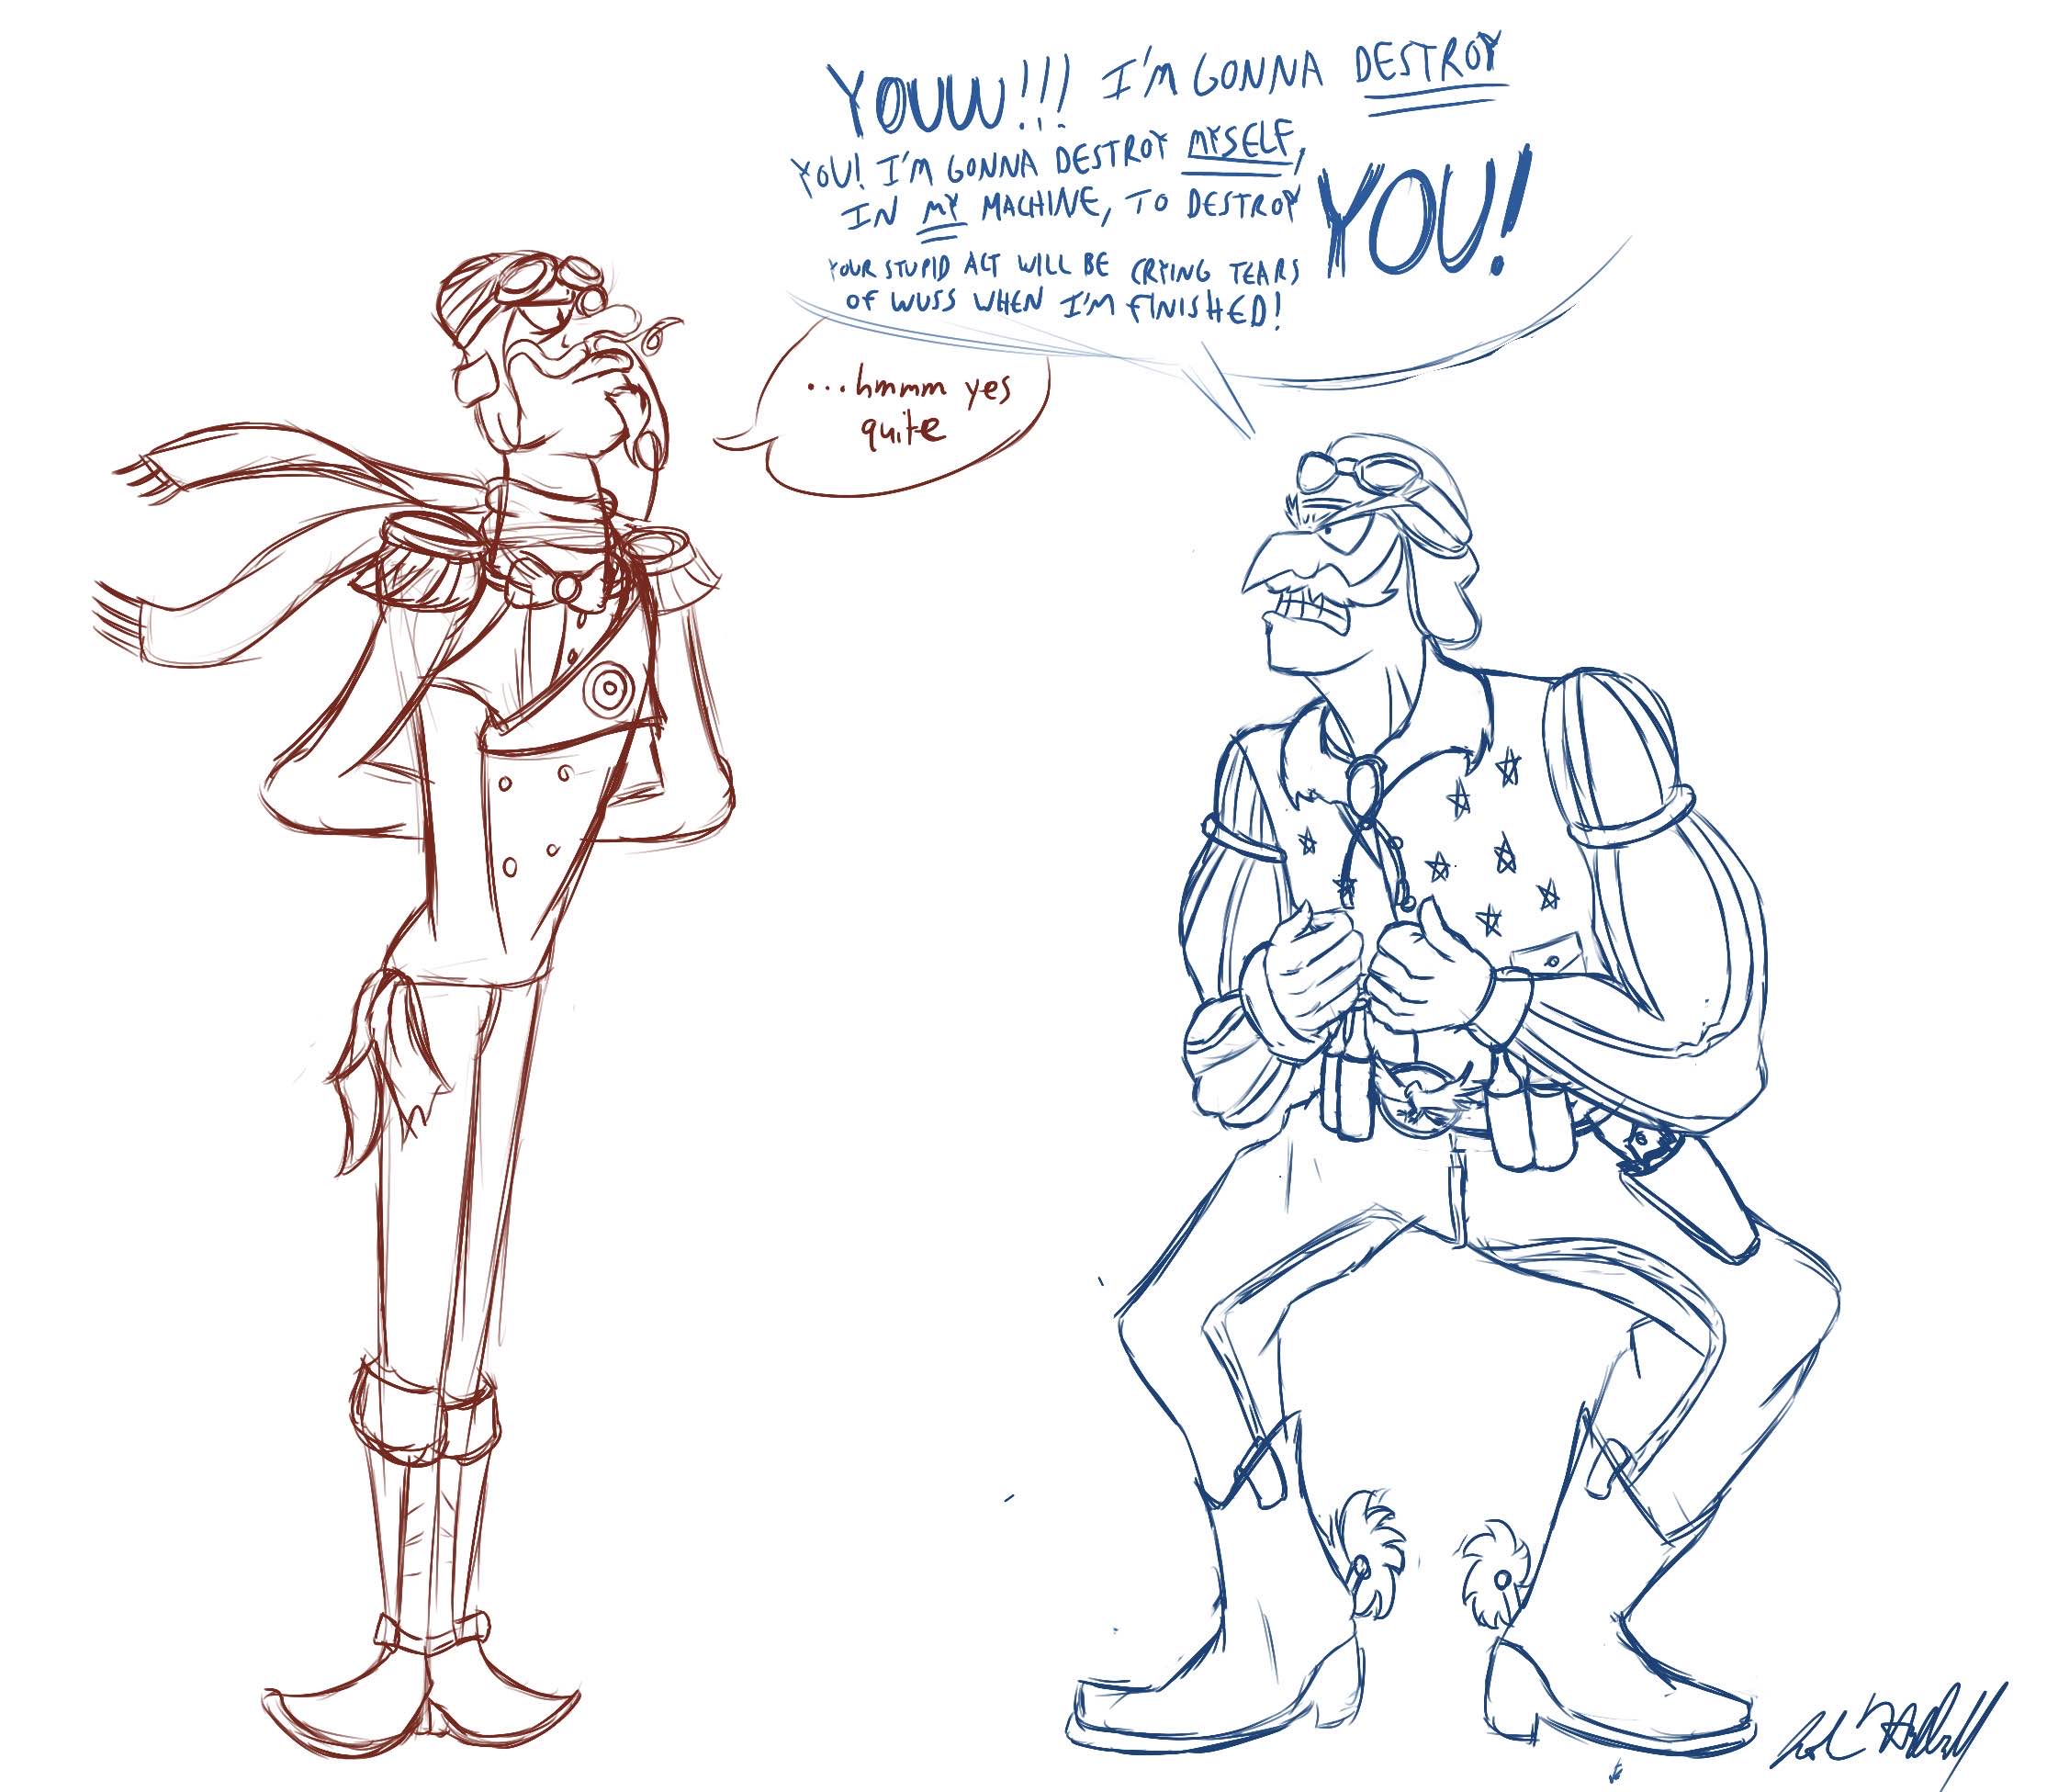 YOUUU!!! I'M GONNA DESTROY
YOU! I'M GONNA DESTROY MYSELF,
IN MY MACHINE, TO DESTROY YOU!
YOUR STUPID ACT WILL BE CRYING TEARS
OF WUSS WHEN I'M FINISHED!
...hmmm yes
quite